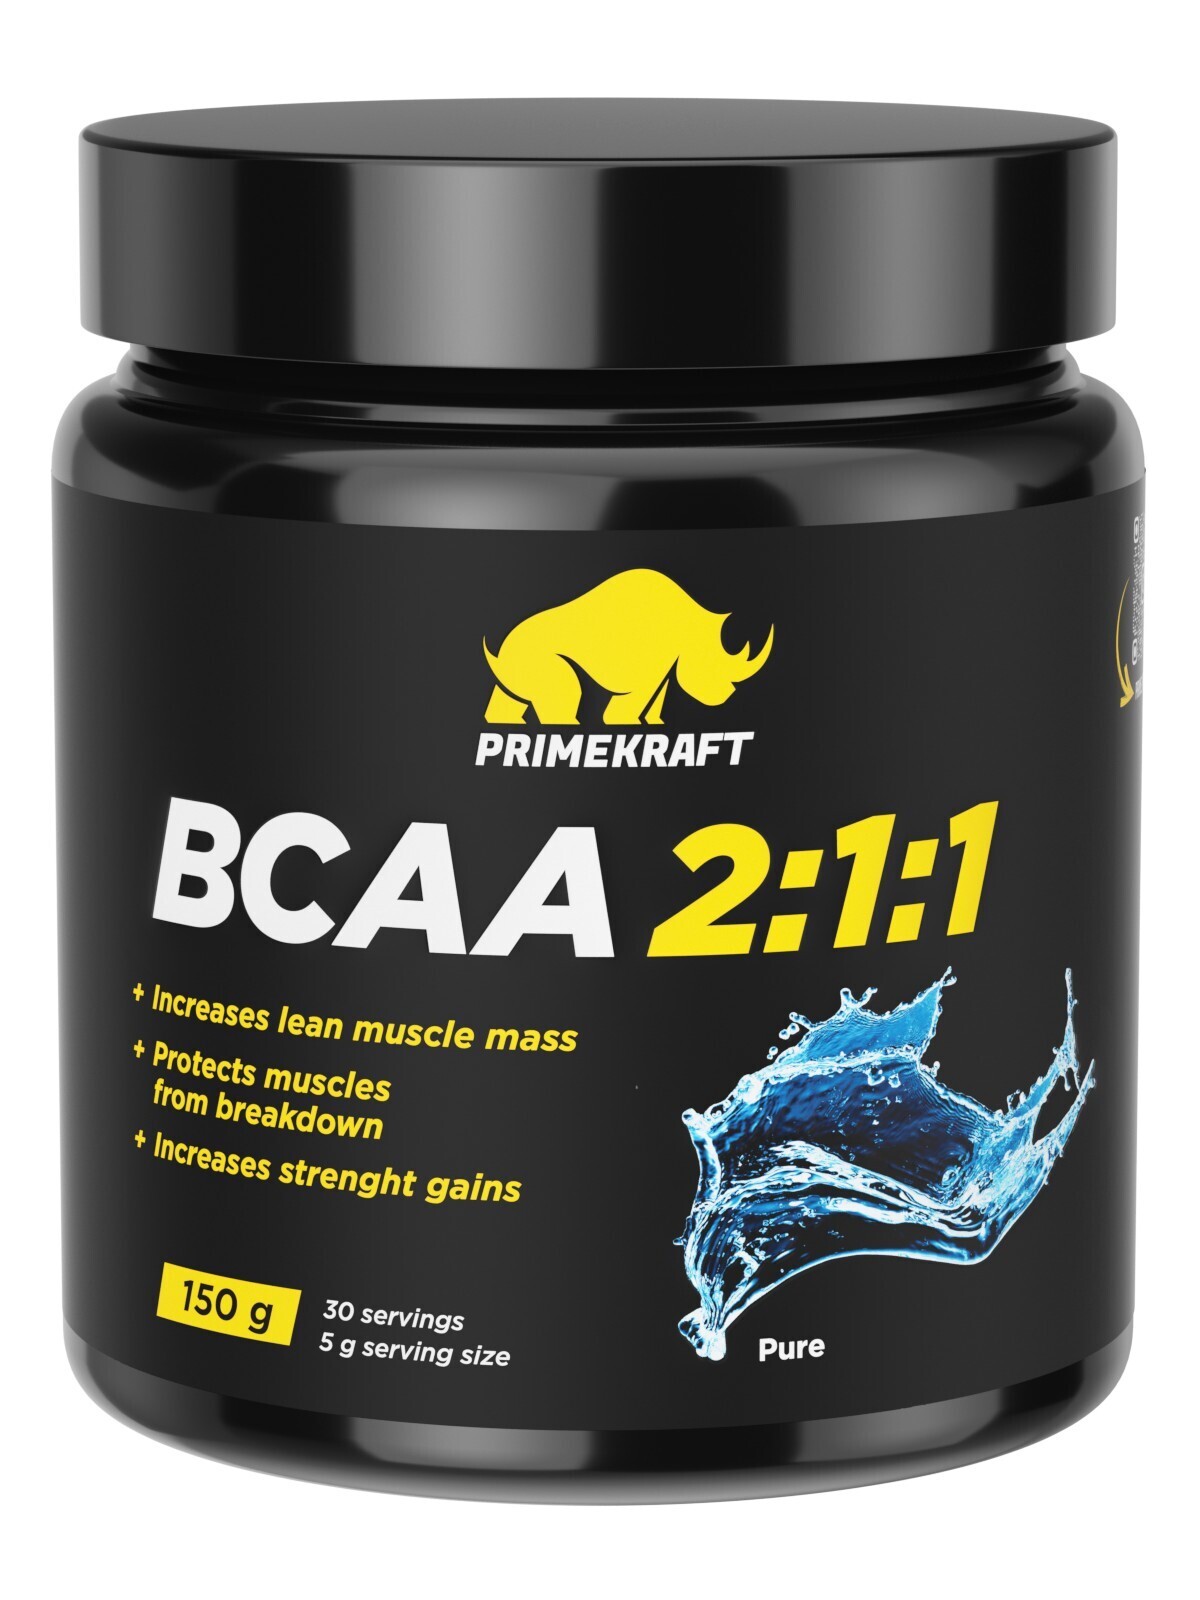 PRIMEKRAFT
BCAA 2:1:1
+ Increases lean muscle mass
+ Protects muscles
from breakdown
+ Increases strenght gains
150 g
30 servings
5 g serving size
Pure